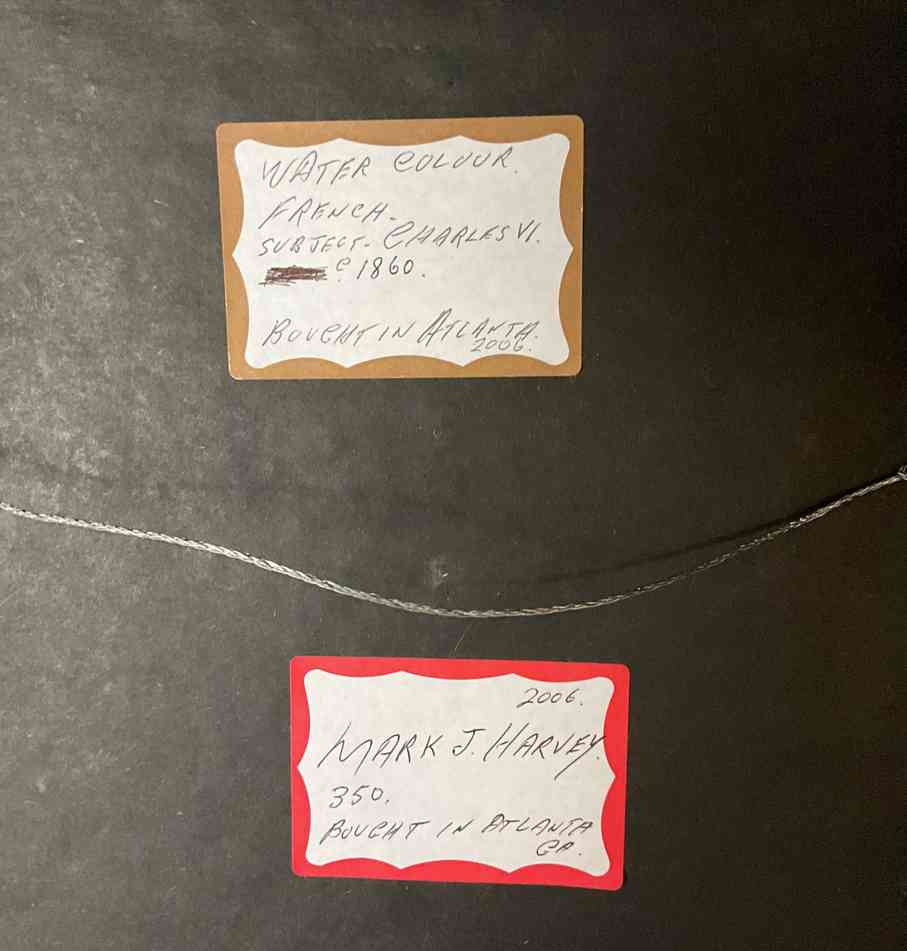 WATER COLOUR.
FRENCH.
SUBJECT- CHARLES VI.
c 1860.
BOUGHT IN ATLANTA.
2006.
2006.
MARK J. HARVEY.
350.
BOUGHT IN ATLANTA
GA.